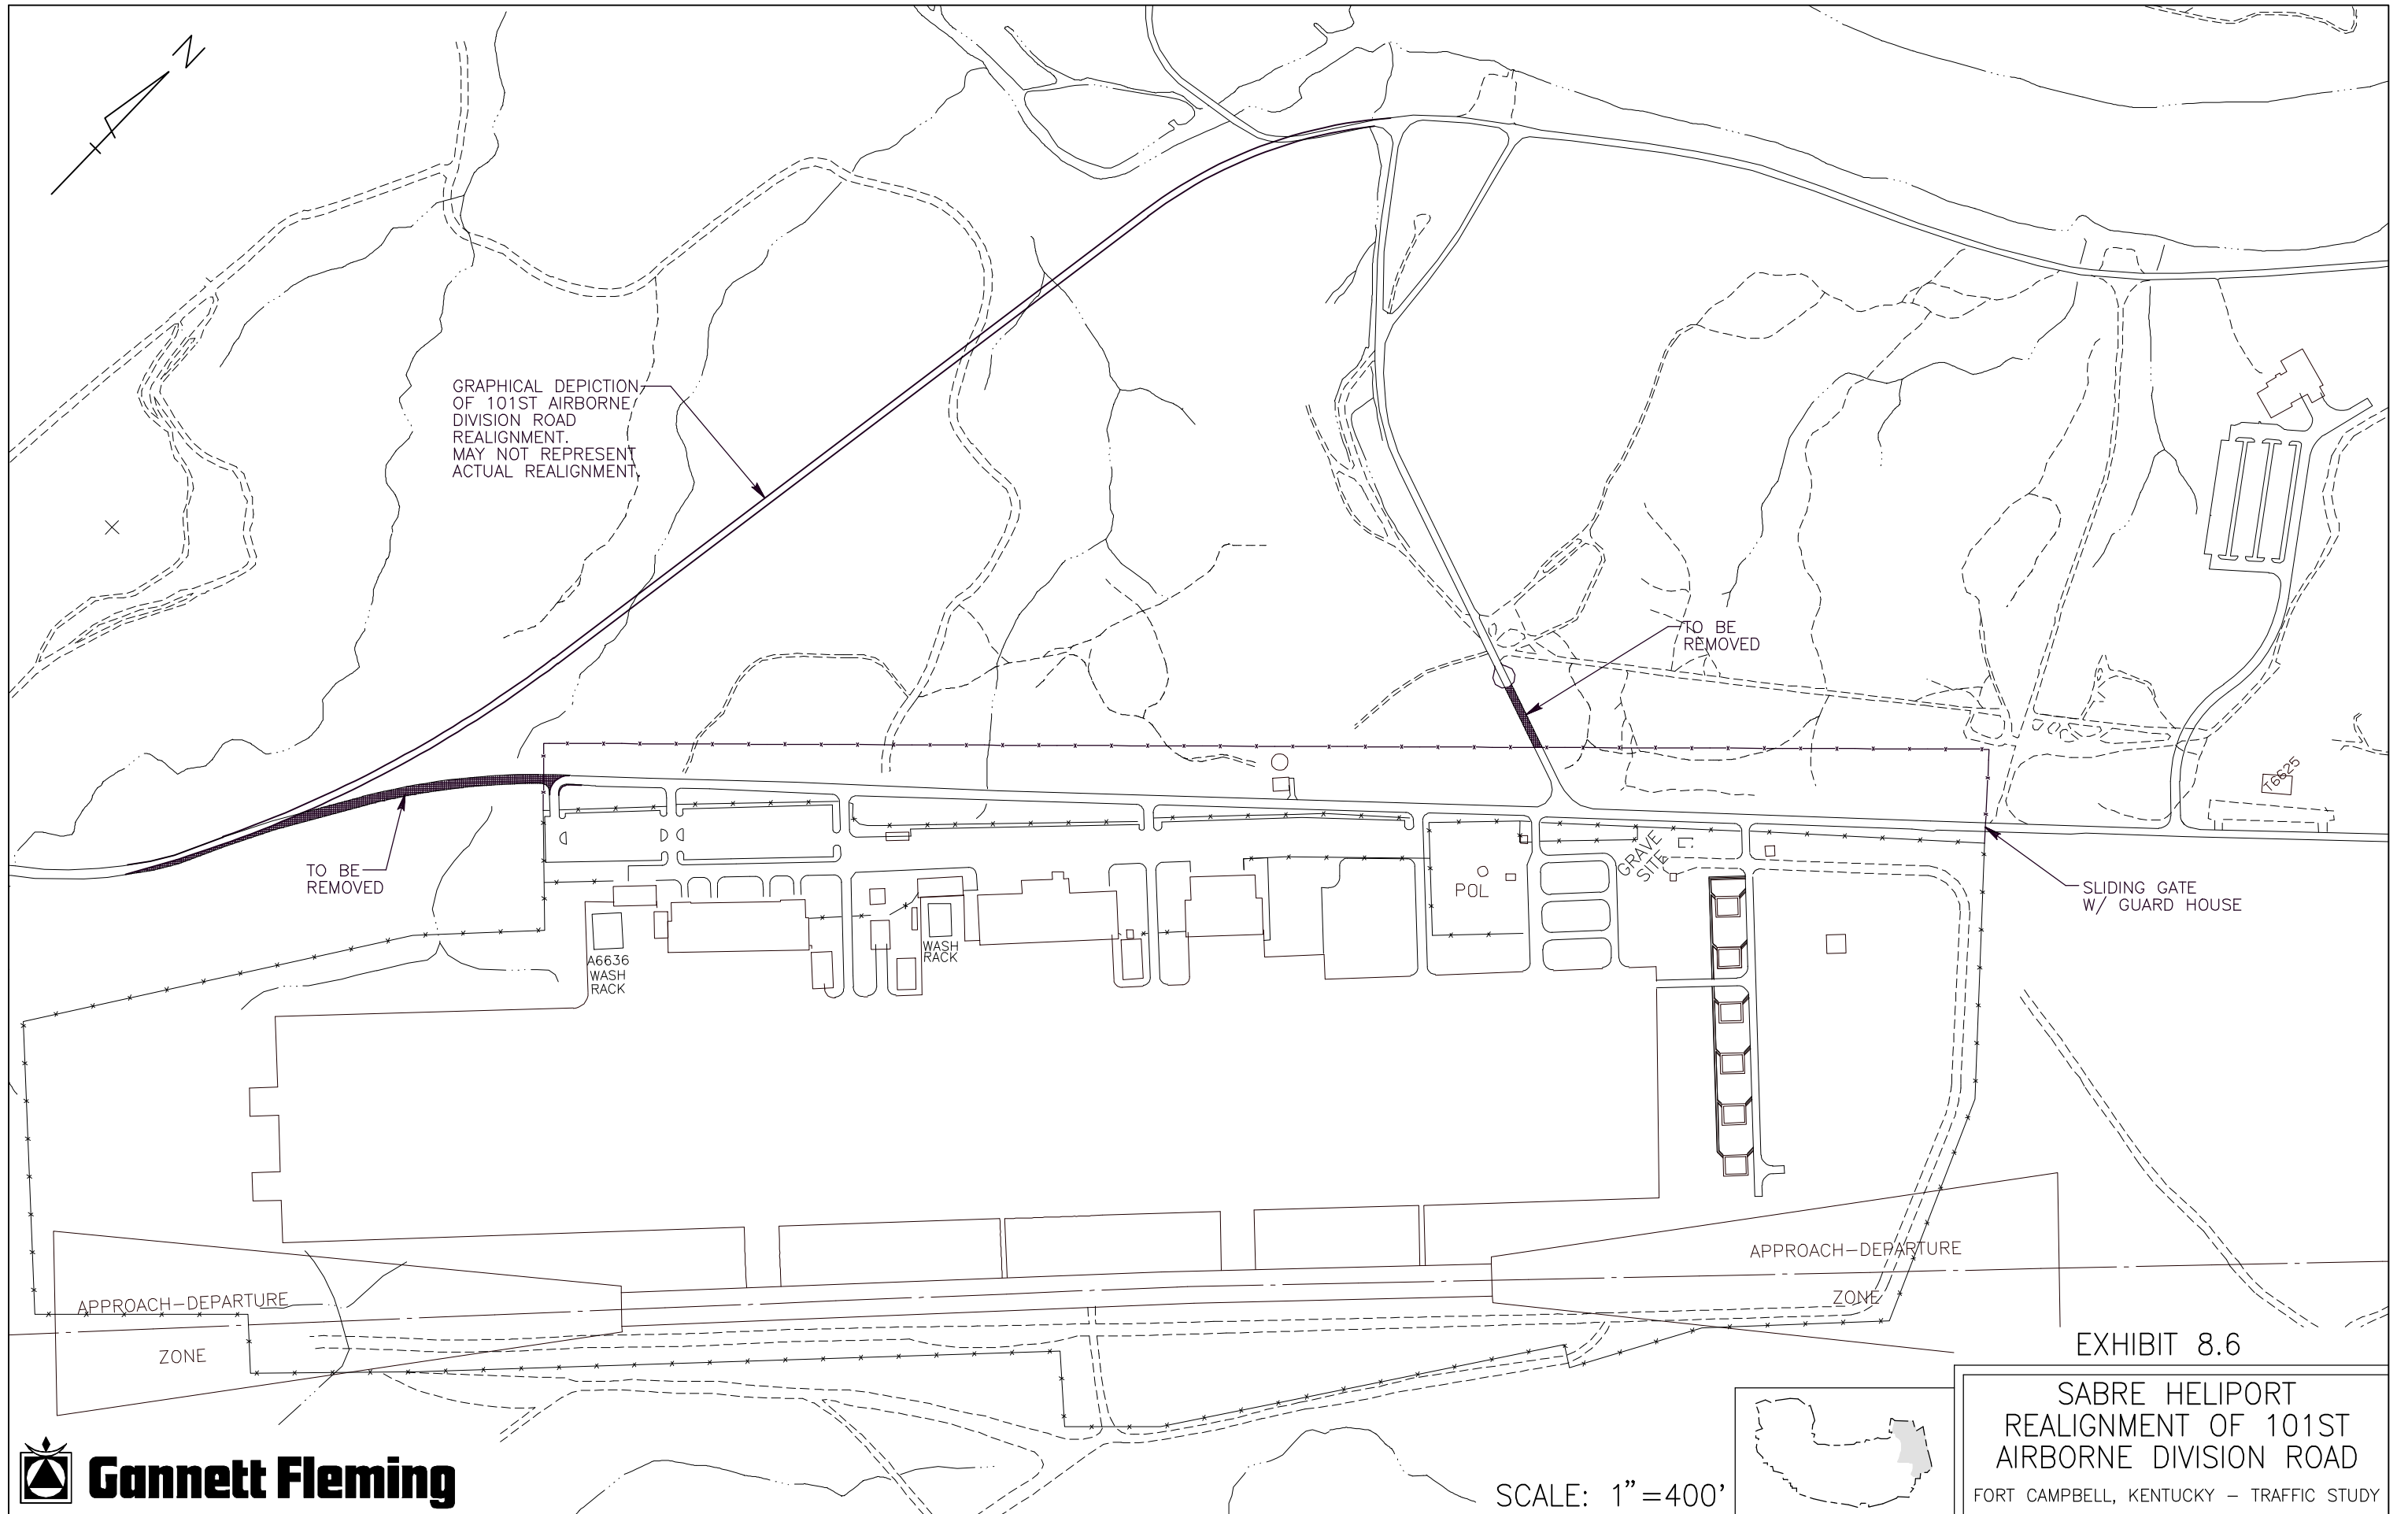 N
GRAPHICAL DEPICTION
OF 101ST AIRBORNE
DIVISION ROAD
REALIGNMENT.
MAY NOT REPRESENT
ACTUAL REALIGNMENT.
TO BE
REMOVED
T6625
TO BE
REMOVED
GRAVE
SITE
POL
SLIDING GATE
W/ GUARD HOUSE
A6636
WASH
RACK
WASH
RACK
APPROACH-DEPARTURE
ZONE
APPROACH-DEPARTURE
ZONE
EXHIBIT 8.6
SABRE HELIPORT
REALIGNMENT OF 101ST
AIRBORNE DIVISION ROAD
FORT CAMPBELL, KENTUCKY – TRAFFIC STUDY
SCALE: 1"=400'
Gannett Fleming